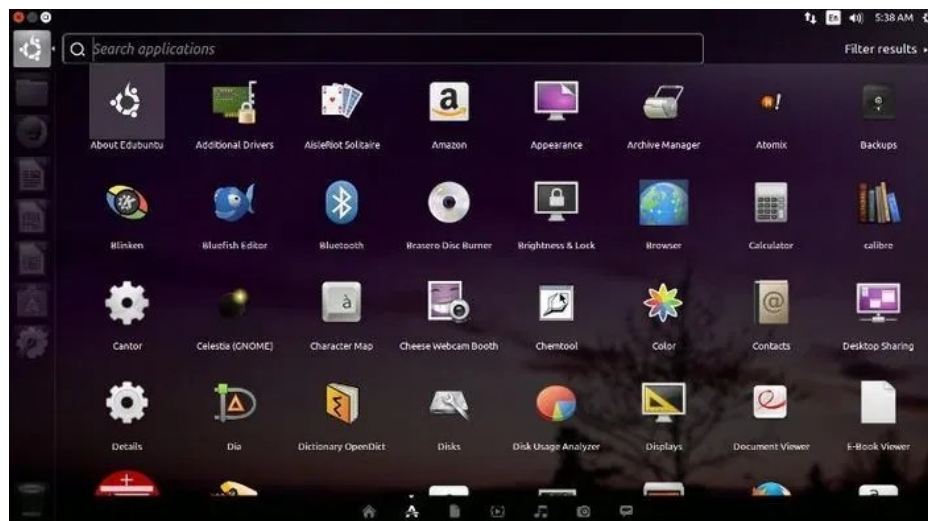 En 5:38 AM
Search applications Filter results
About Edubuntu Additional Drivers AisleRiot Solitaire Amazon Appearance Archive Manager Atomix Backups
Blinken Bluefish Editor Bluetooth Brasero Disc Burner Brightness & Lock Browser Calculator calibre
Cantor Celestia (GNOME) Character Map Cheese Webcam Booth Chemtool Color Contacts Desktop Sharing
Details Dia Dictionary OpenDict Disks Disk Usage Analyzer Displays Document Viewer E-Book Viewer